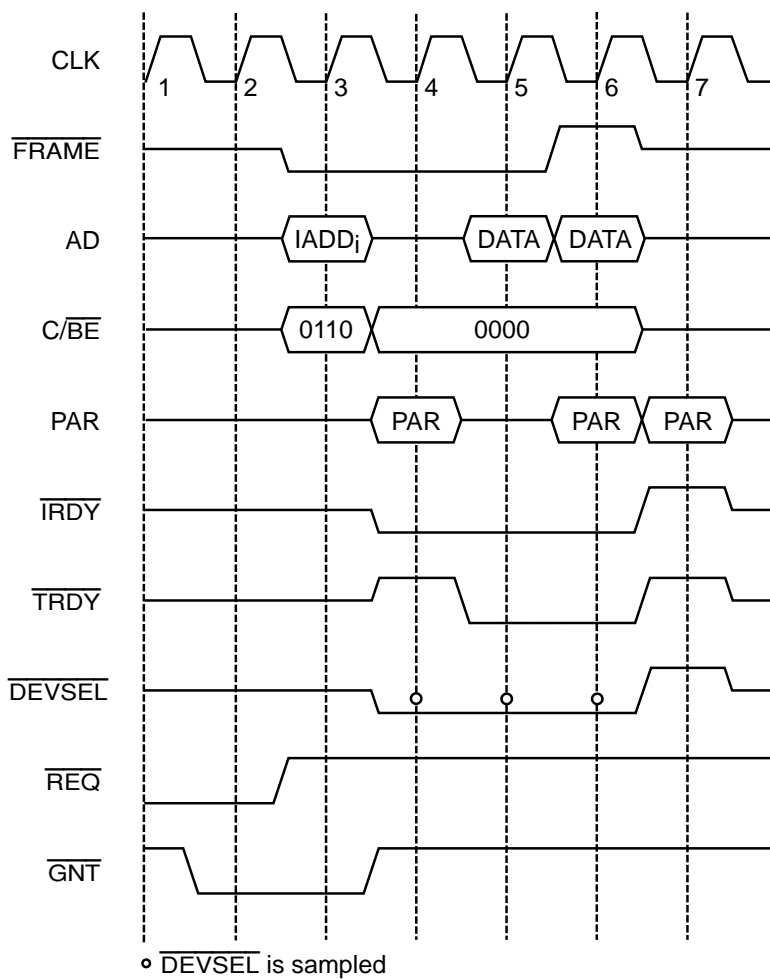 CLK
1 2 3 4 5 6 7
FRAME
AD IADDi DATA DATA
C/BE 0110 0000
PAR PAR PAR PAR
IRDY
TRDY
DEVSEL
REQ
GNT
DEVSEL is sampled